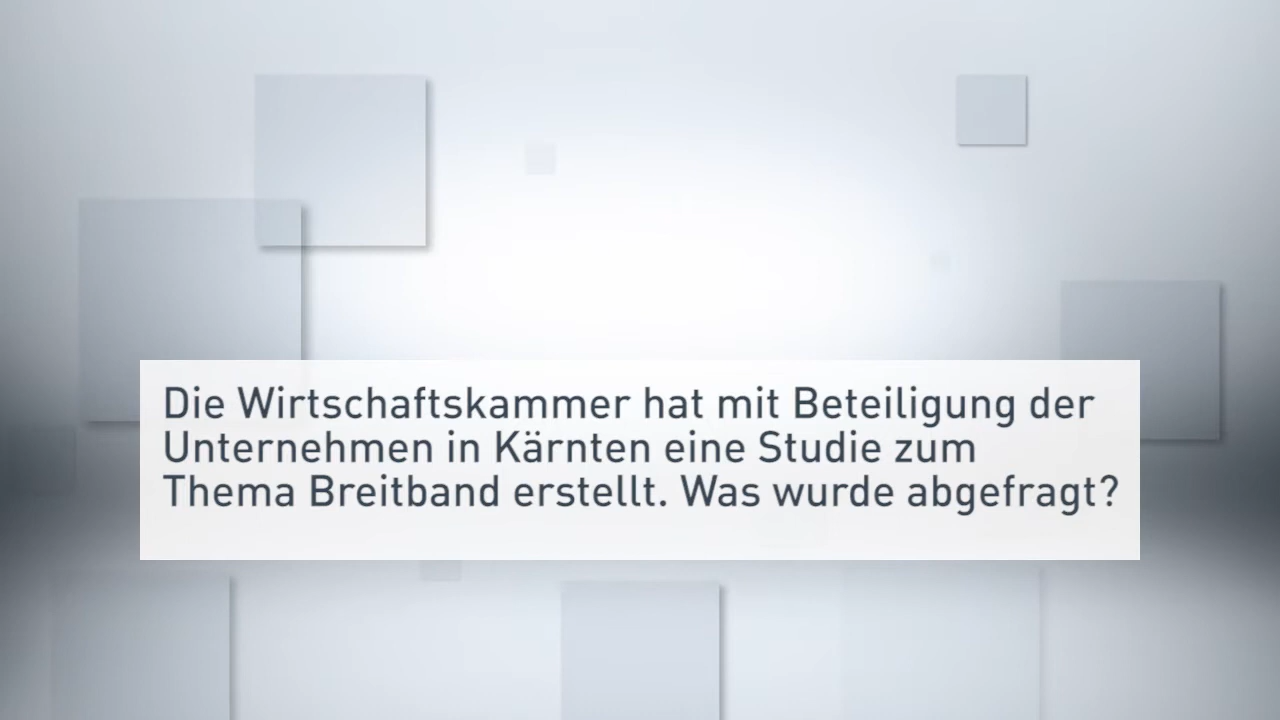 Die Wirtschaftskammer hat mit Beteiligung der
Unternehmen in Kärnten eine Studie zum
Thema Breitband erstellt. Was wurde abgefragt?